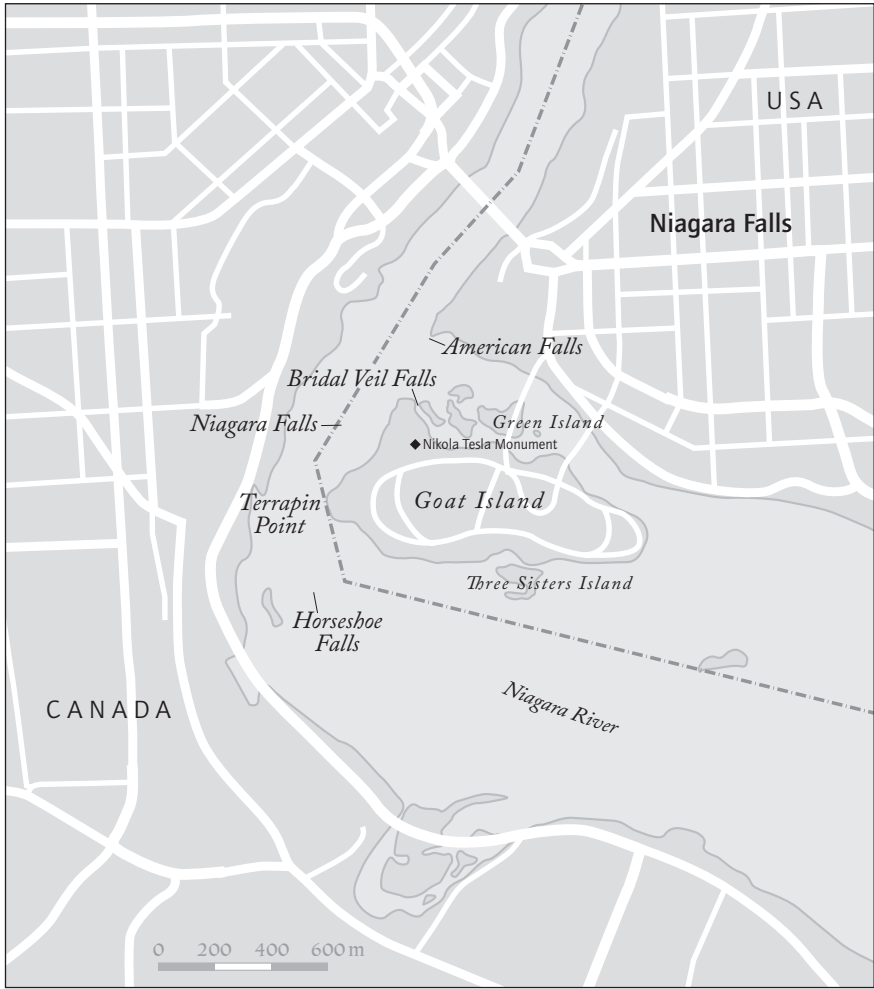 USA
Niagara Falls
American Falls
Bridal Veil Falls
Niagara Falls
Green Island
Nikola Tesla Monument
Terrapin
Point
Goat Island
Three Sisters Island
Horseshoe
Falls
Niagara River
CANADA
0 200 400 600 m